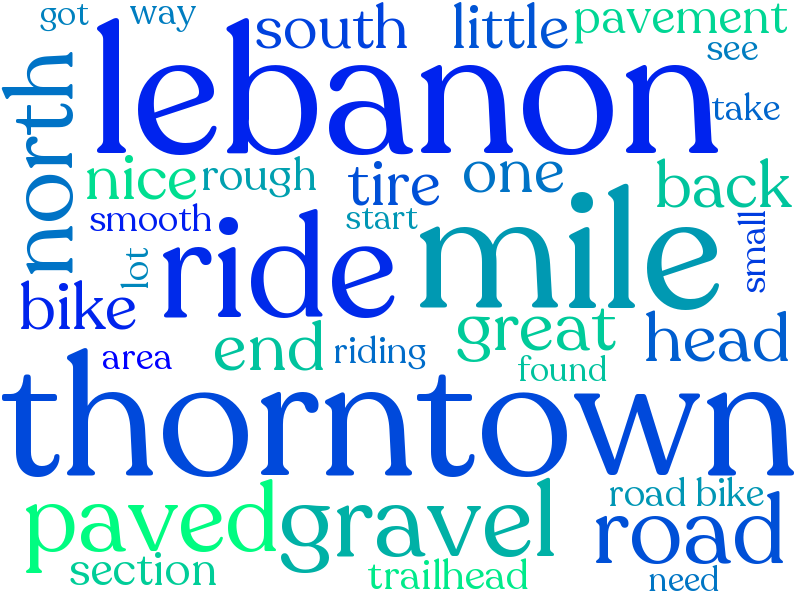 got way south little pavement
see
lebanon
take
north
nice rough tire one back
smooth start
small
lot
ride mile
bike
great head
end riding
area
found
thorntown
paved gravel road bike
road
section trailhead need